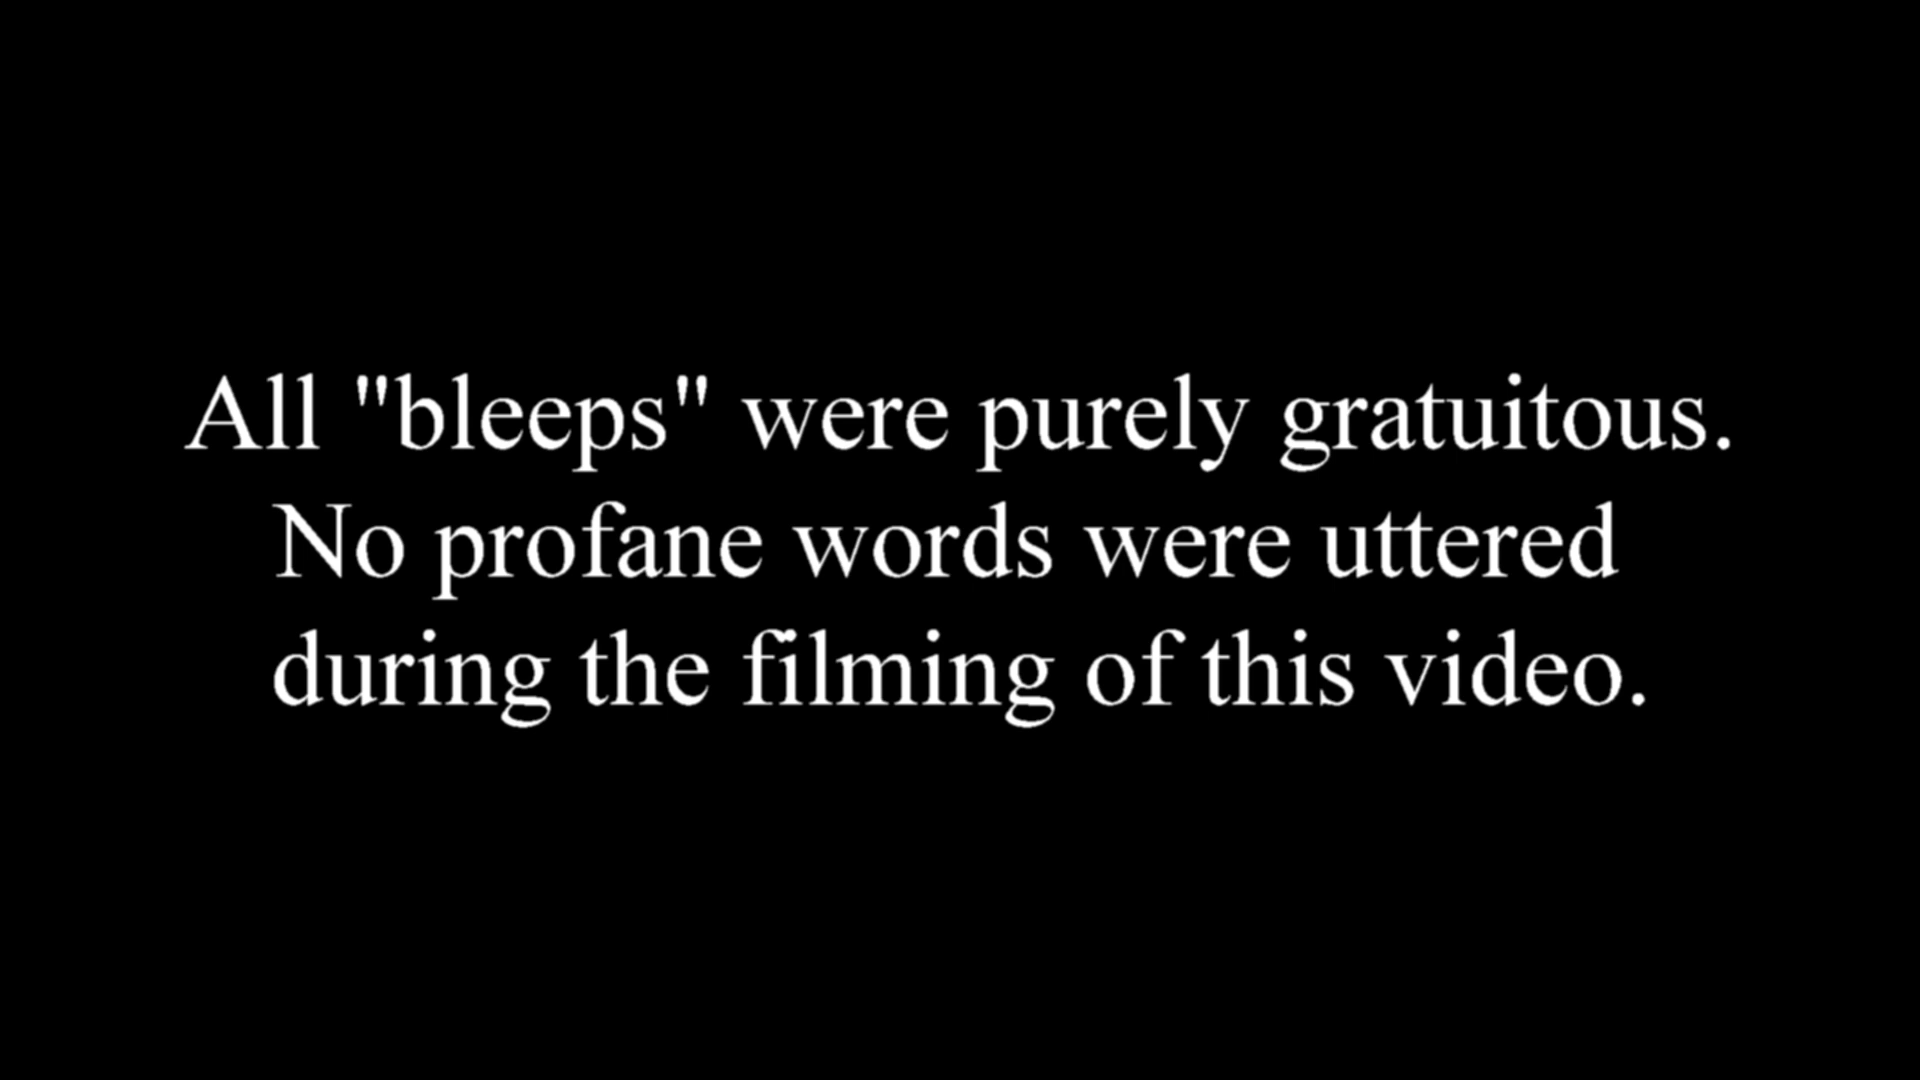 All "bleeps" were purely gratuitous.
No profane words were uttered
during the filming of this video.